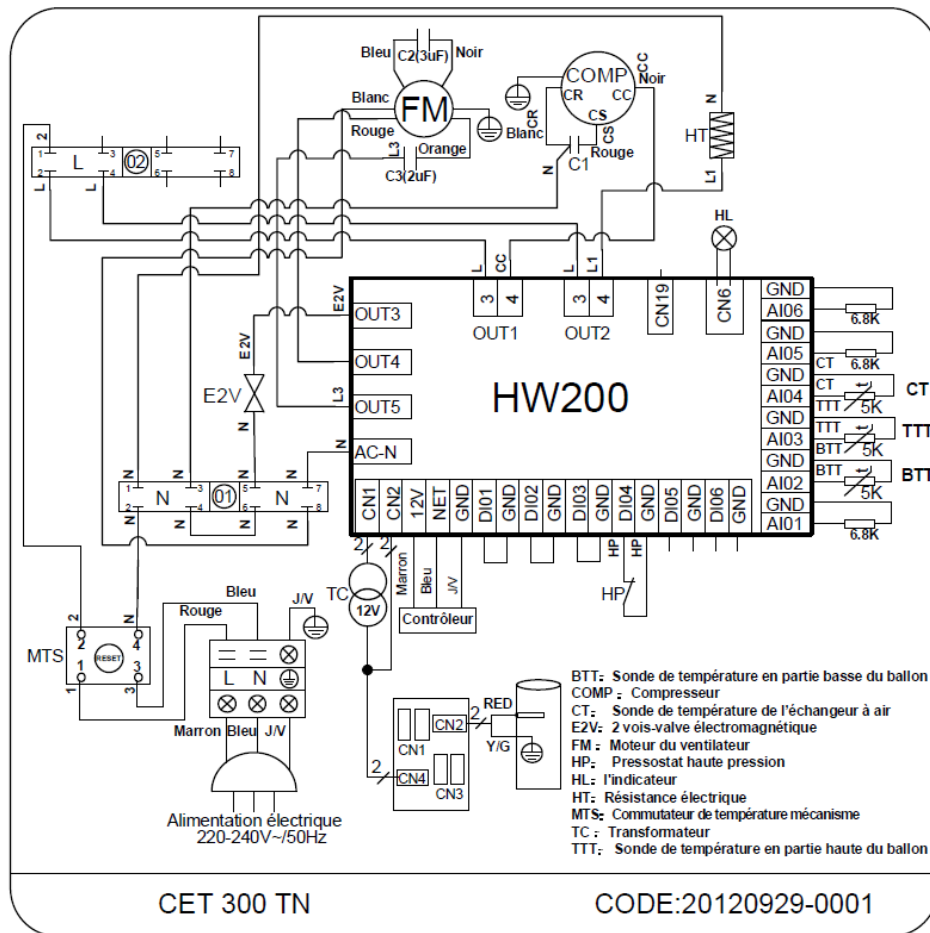 Bleu C2(3uF) Noir
Blanc FM
Rouge
L3 Orange
C3(2uF)
COMP CC Noir
CR CC
CS
CR Blanc CS
Rouge
N C1
N
HT
L1
2
1 L 3 02 5 7
2 4 6 8
L L
L CC L L1
HL
3 4 3 4 CN19 CN6
OUT1 OUT2
E2V OUT3
OUT4
L3 OUT5
N AC-N
E2V
E2V
N
HW200
GND
AI06 6.8K
GND
AI05 6.8K
GND CT
AI04 CT 5K CT
GND TTT
AI03 TTT 5K TTT
GND BTT
AI02 BTT 5K BTT
GND
AI01 6.8K
N N N N
1 N 3 01 5 N 7
2 4 6 8
N N N
CN1 CN2 12V NET GND DI01 GND DI02 GND DI03 GND DI04 GND DI05 GND DI06 GND
2 2 Marron Bleu J/V HP HP
TC 12V
Contrôleur
HP
2 N
Bleu J/V
Rouge
MTS 2 RESET 4
1 3
1 3
L N
Marron Bleu J/V
Alimentation électrique
220-240V~/50Hz
2 RED
CN2
CN1 Y/G
2 CN4
CN3
BTT: Sonde de température en partie basse du ballon
COMP : Compresseur
CT: Sonde de température de l'échangeur à air
E2V: 2 vois-valve électromagnétique
FM : Moteur du ventilateur
HP: Pressostat haute pression
HL: l'indicateur
HT: Résistance électrique
MTS: Commutateur de température mécanisme
TC : Transformateur
TTT: Sonde de température en partie haute du ballon
CET 300 TN CODE:20120929-0001